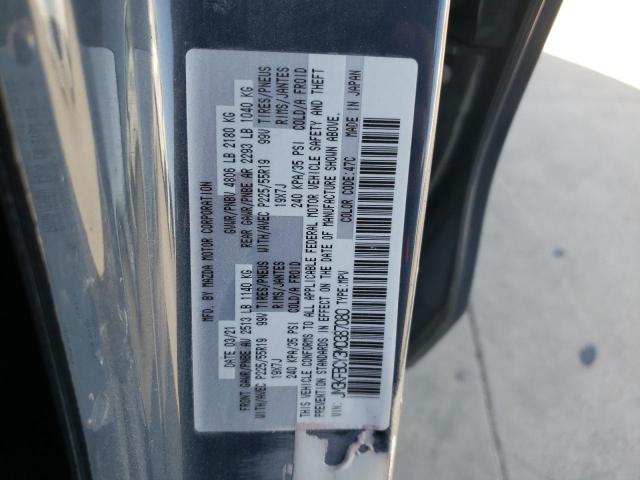 MFD. BY MAZDA MOTOR CORPORATION
DATE: 03/21 GVWR/PNBV 4806 LB 2180 KG
FRONT GAWR/PNBE AV 2513 LB 1140 KG REAR GAWR/PNBE AR 2293 LB 1040 KG
WITH/AVEC P225/55R19 99V TIRES/PNEUS WITH/AVEC P225/55R19 99V TIRES/PNEUS
19X7J RIMS/JANTES 19X7J RIMS/JANTES
240 KPA/35 PSI COLD/A FROID 240 KPA/35 PSI COLD/A FROID
THIS VEHICLE CONFORMS TO ALL APPLICABLE FEDERAL MOTOR VEHICLE SAFETY AND THEFT
PREVENTION STANDARDS IN EFFECT ON THE DATE OF MANUFACTURE SHOWN ABOVE.
COLOR CODE:47C MADE IN JAPAN
VIN: JM3KFBCY3M0387080 TYPE:MPV